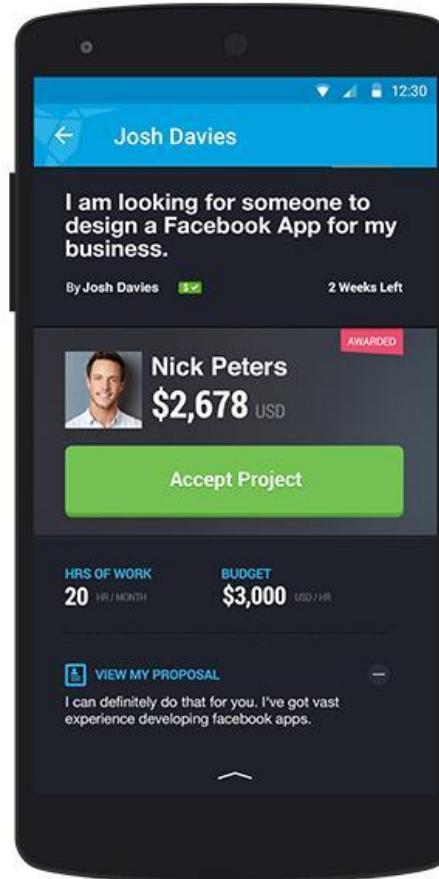 12:30
Josh Davies
I am looking for someone to
design a Facebook App for my
business.
By Josh Davies $ 2 Weeks Left
AWARDED
Nick Peters
$2,678 USD
Accept Project
HRS OF WORK BUDGET
20 HR / MONTH $3,000 USD / HR
VIEW MY PROPOSAL
I can definitely do that for you. I've got vast
experience developing facebook apps.